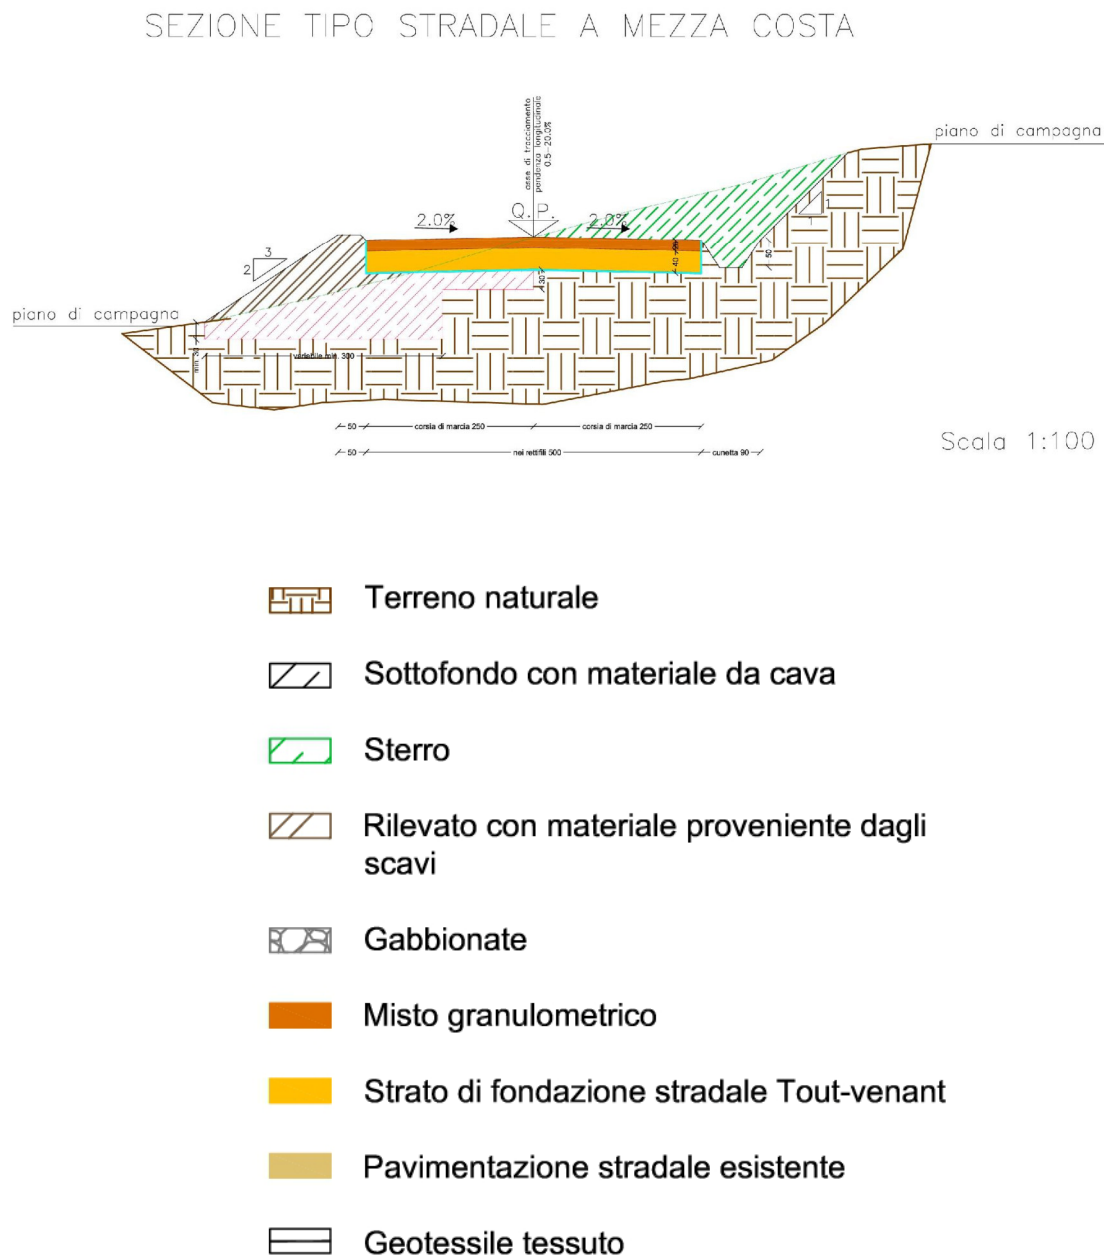 SEZIONE TIPO STRADALE A MEZZA COSTA
asse di tracciamento
pendenza longitudinale
0.5-20.0%
piano di campagna
2.0%
Q.P.
2.0%
1
1
3
2
40
50
30
piano di campagna
min. 30
variabile min. 300
50
corsia di marcia 250
corsia di marcia 250
50
nei rettifili 500
cunetta 90
Scala 1:100
Terreno naturale
Sottofondo con materiale da cava
Sterro
Rilevato con materiale proveniente dagli
scavi
Gabbionate
Misto granulometrico
Strato di fondazione stradale Tout-venant
Pavimentazione stradale esistente
Geotessile tessuto